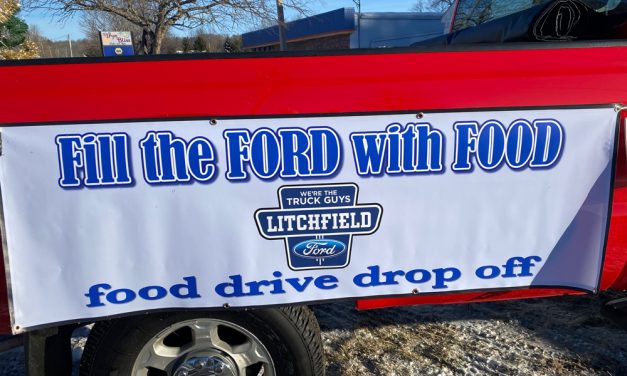 Fill the FORD with FOOD
WE'RE THE
TRUCK GUYS
LITCHFIELD
Ford
food drive drop off